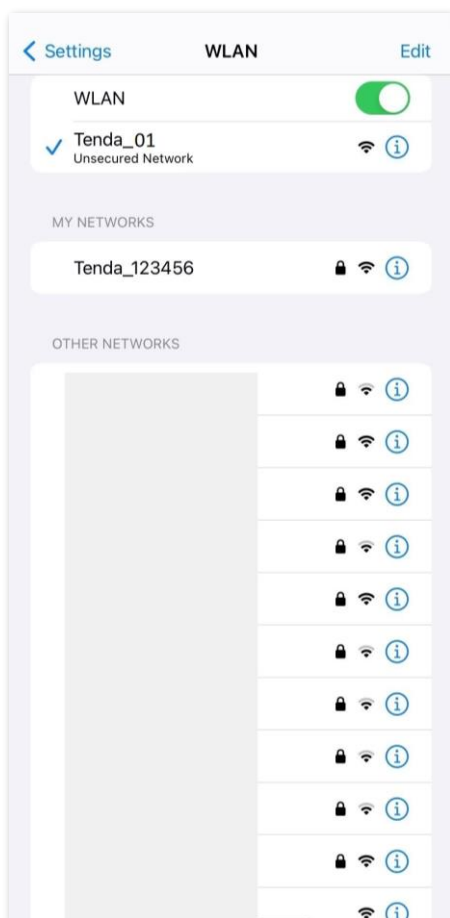 Settings
WLAN
Edit
WLAN
Tenda_01
Unsecured Network
MY NETWORKS
Tenda_123456
OTHER NETWORKS